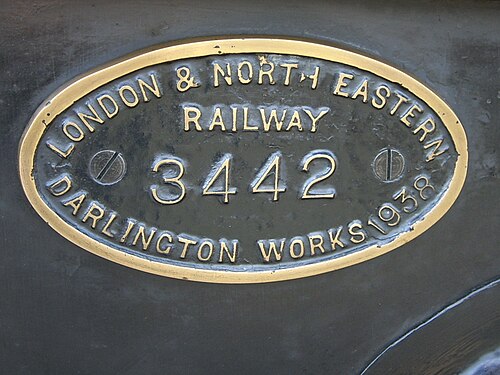 LONDON & NORTH EASTERN
RAILWAY
3442
DARLINGTON WORKS 1938